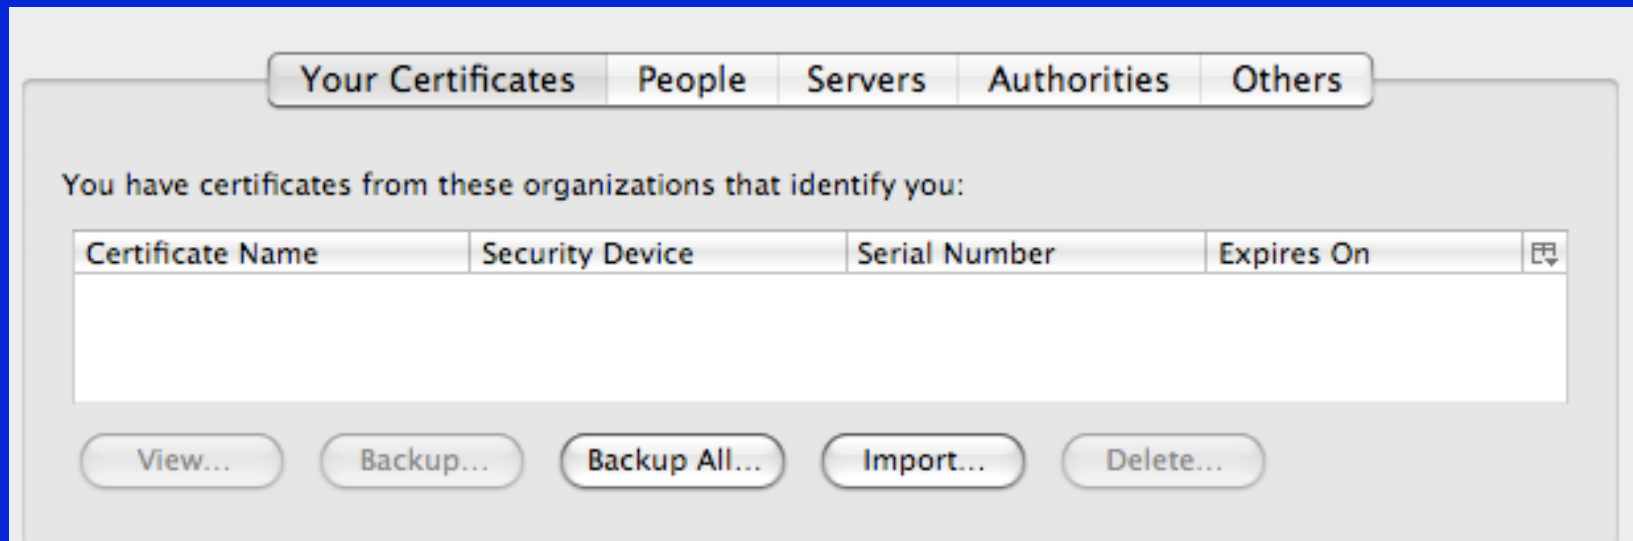 Your Certificates People Servers Authorities Others
You have certificates from these organizations that identify you:
Certificate Name Security Device Serial Number Expires On
View... Backup... Backup All... Import... Delete...